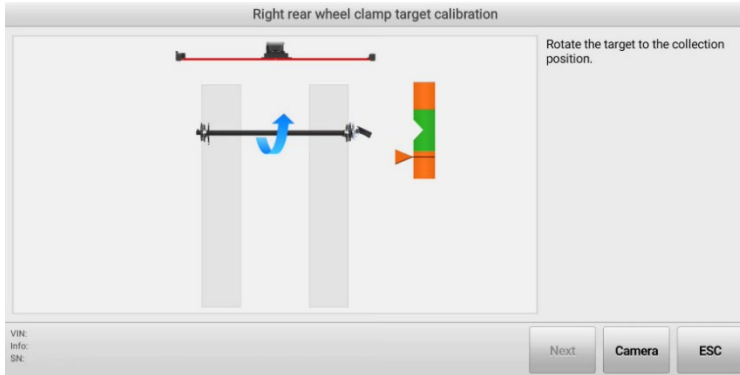 Right rear wheel clamp target calibration
Rotate the target to the collection
position.
VIN:
Info:
SN:
Next
Camera
ESC